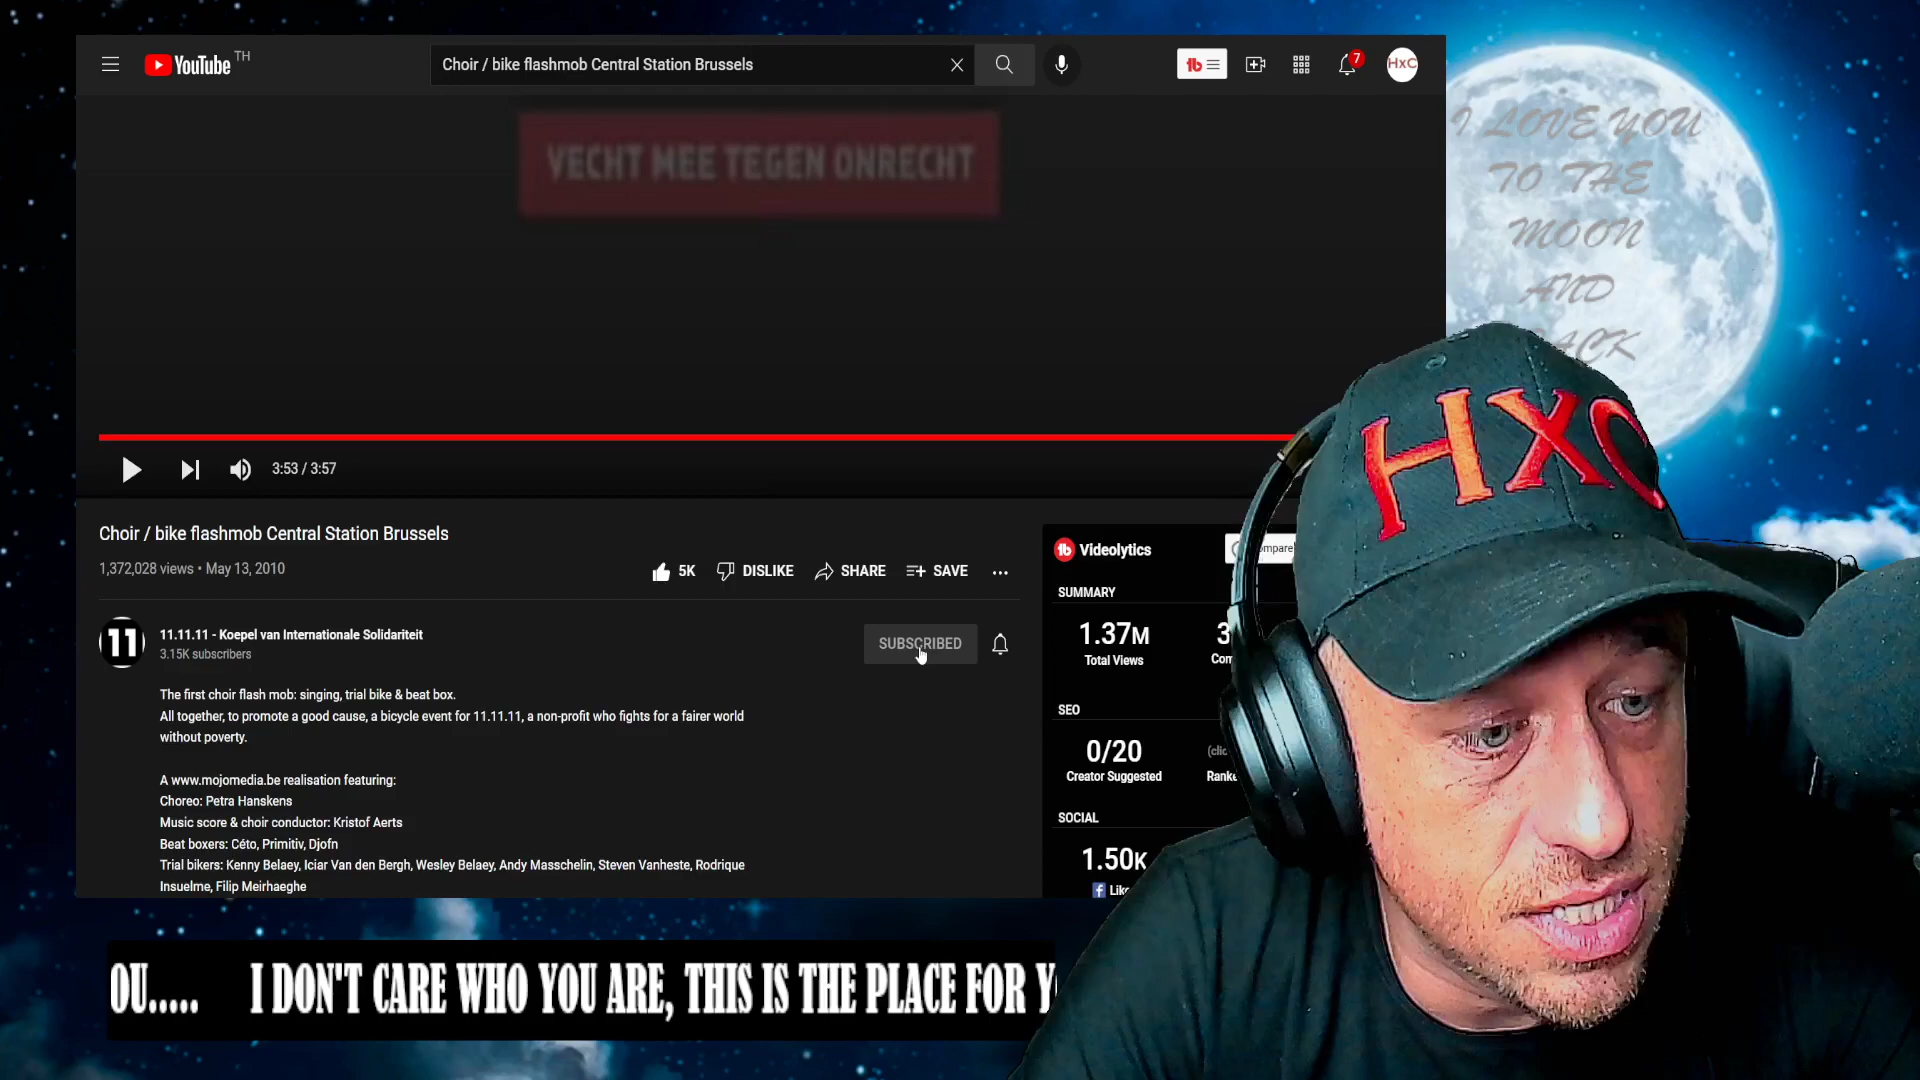 YouTube TH
Choir / bike flashmob Central Station Brussels
7
HxC
VECHT MEE TEGEN ONRECHT
I LOVE YOU
TO THE
MOON
AND
HXC
3:53 / 3:57
Choir / bike flashmob Central Station Brussels
1,372,028 views • May 13, 2010
5K DISLIKE SHARE SAVE
11
11.11.11 - Koepel van Internationale Solidariteit
3.15K subscribers
SUBSCRIBED
The first choir flash mob: singing, trial bike & beat box.
All together, to promote a good cause, a bicycle event for 11.11.11, a non-profit who fights for a fairer world
without poverty.
A www.mojomedia.be realisation featuring:
Choreo: Petra Hanskens
Music score & choir conductor: Kristof Aerts
Beat boxers: Céto, Primitiv, Djofn
Trial bikers: Kenny Belaey, Iciar Van den Bergh, Wesley Belaey, Andy Masschelin, Steven Vanheste, Rodrique
Insuelme, Filip Meirhaeghe
Videolytics
SUMMARY
1.37M
Total Views
SEO
0/20
Creator Suggested
SOCIAL
1.50K
OU..... I DON'T CARE WHO YOU ARE, THIS IS THE PLACE FOR